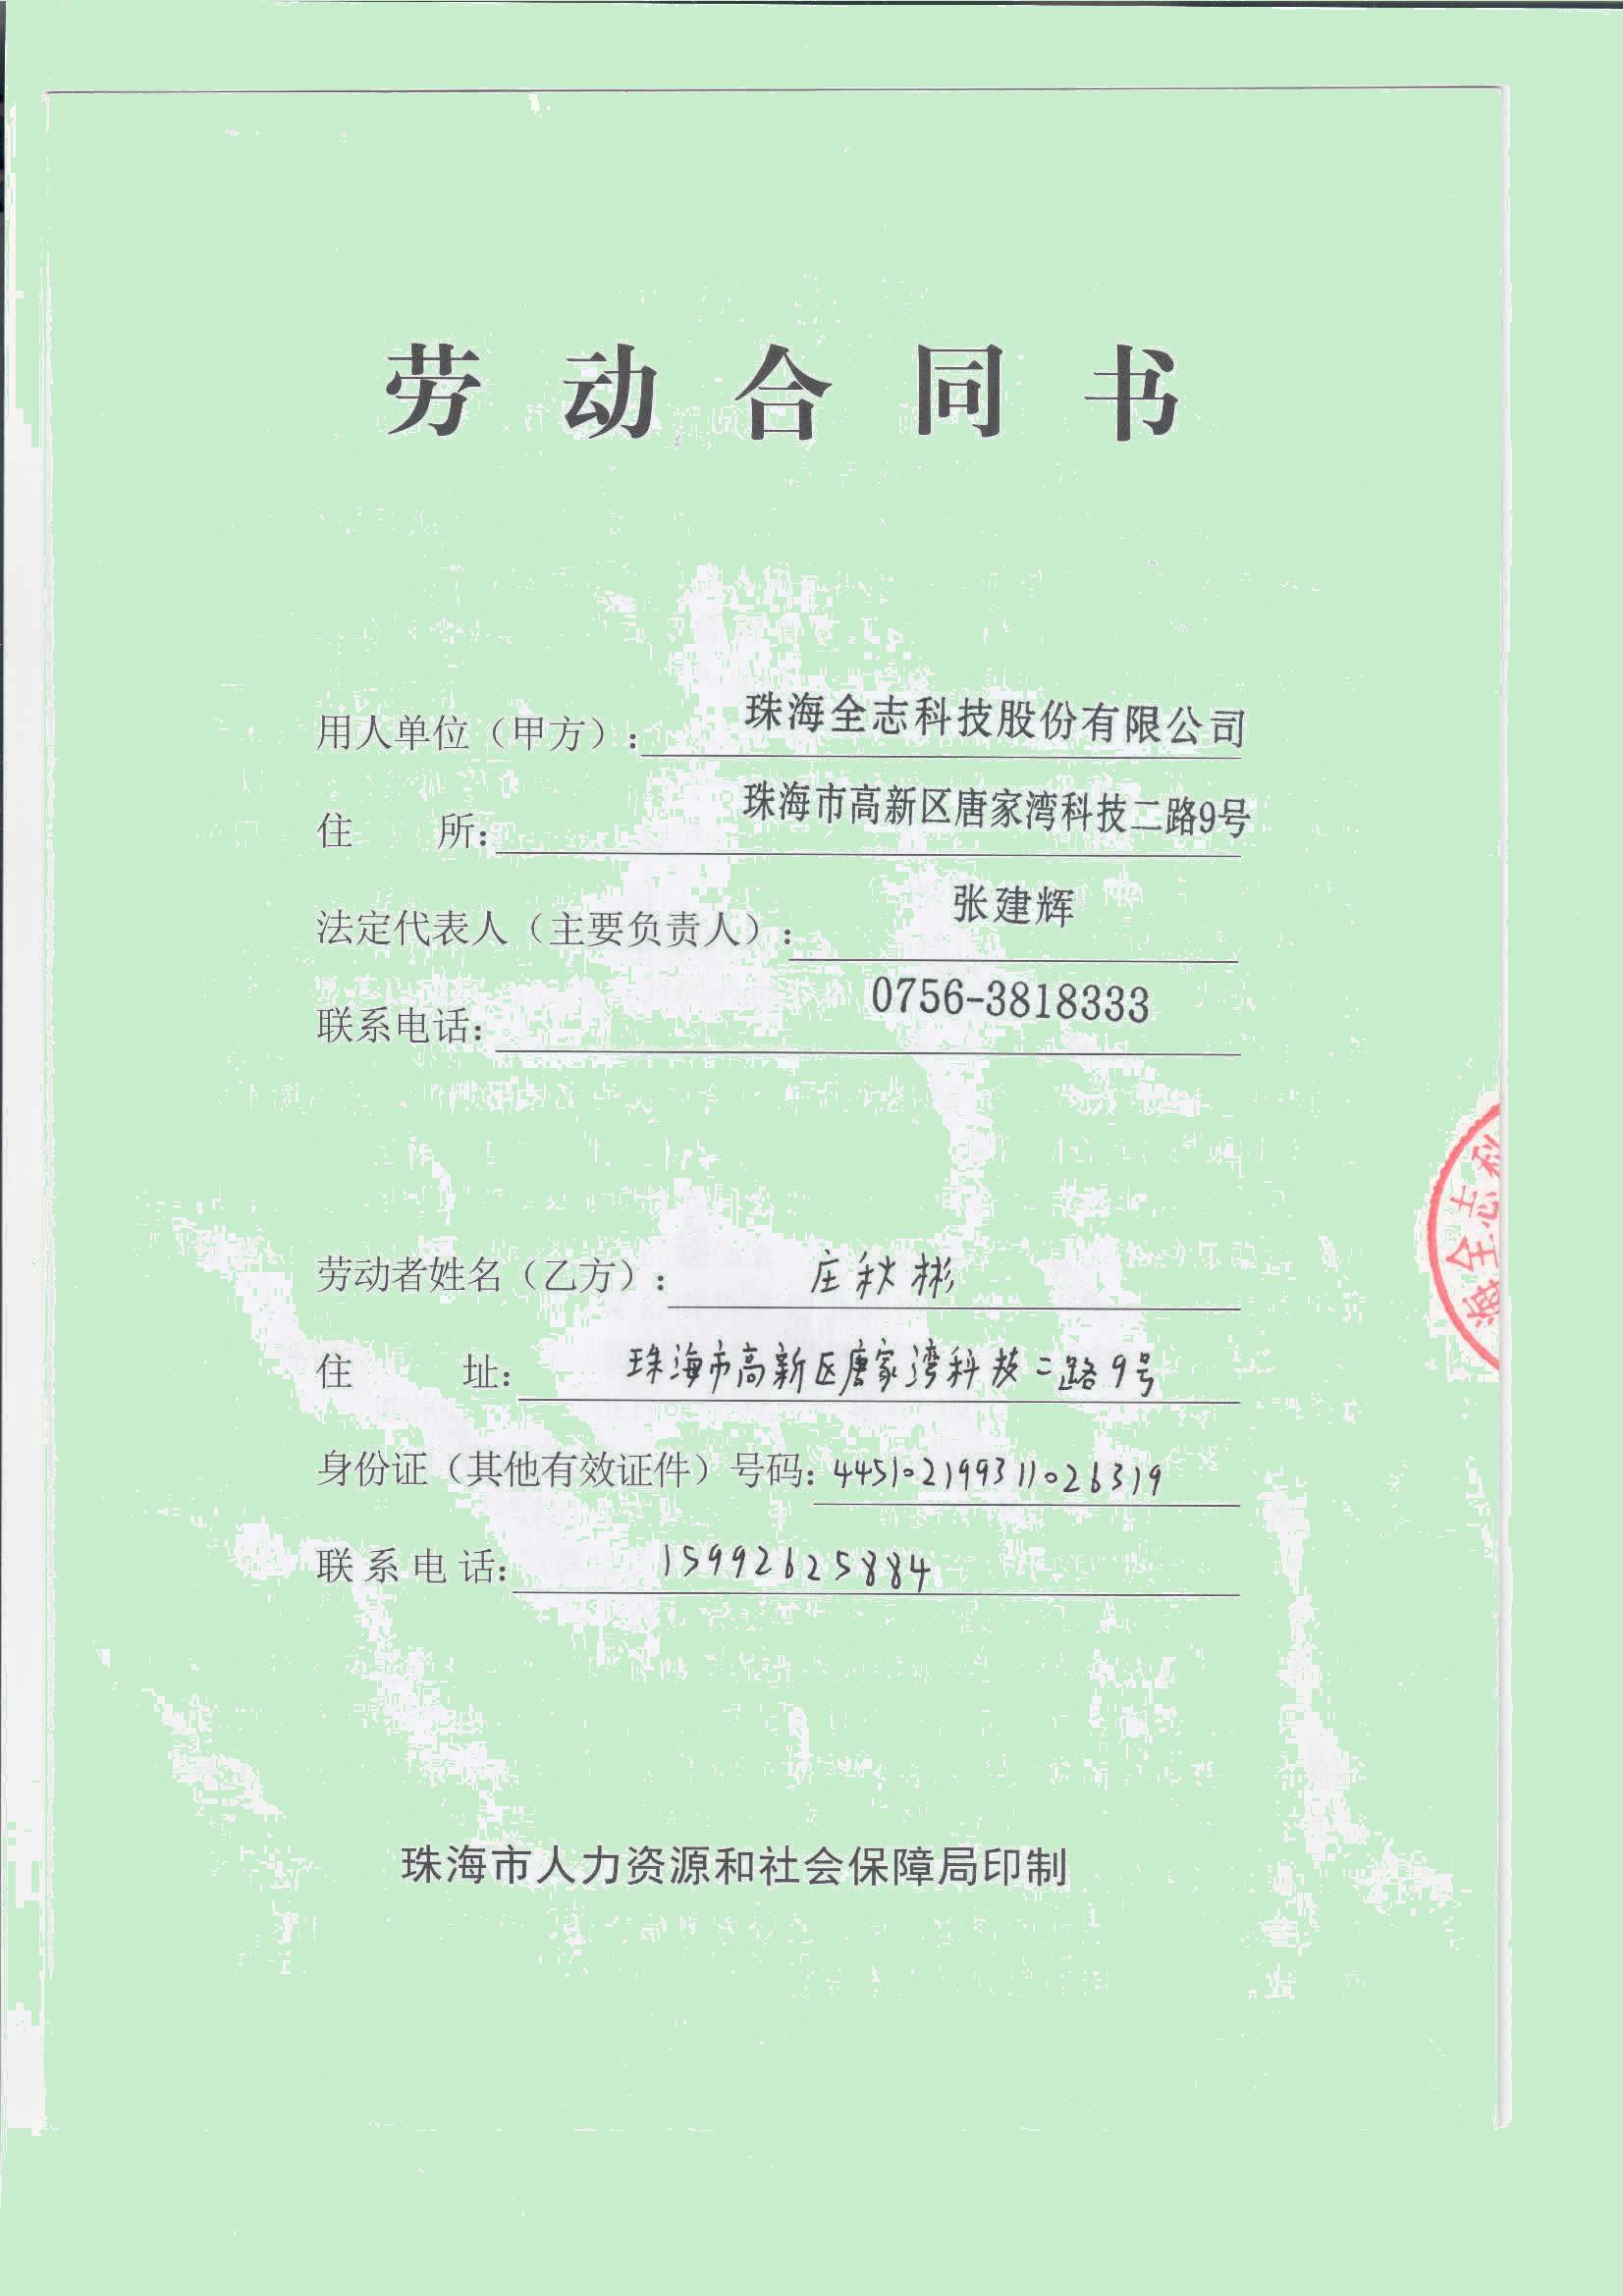 劳动合同书
用人单位（甲方）：珠海全志科技股份有限公司
住 所：珠海市高新区唐家湾科技二路9号
法定代表人（主要负责人）：张建辉
联系电话：0756-3818333
海全志科
劳动者姓名（乙方）：庄秋彬
住 址：珠海市高新区唐家湾科技二路9号
身份证（其他有效证件）号码：445102199311026319
联系电话：15992625884
珠海市人力资源和社会保障局印制